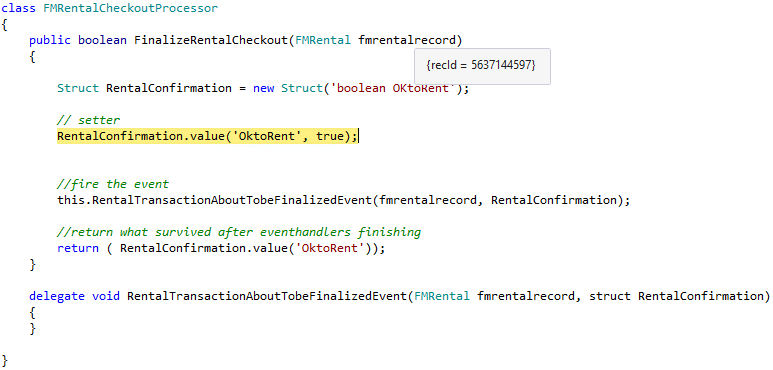 class FMRentalCheckoutProcessor
{
public boolean FinalizeRentalCheckout(FMRental fmrentalrecord)
{
{recId = 5637144597}
Struct RentalConfirmation = new Struct('boolean OKtoRent');
// setter
RentalConfirmation.value('OktoRent', true);
//fire the event
this.RentalTransactionAboutTobeFinalizedEvent(fmrentalrecord, RentalConfirmation);
//return what survived after eventhandlers finishing
return ( RentalConfirmation.value('OktoRent'));
}
delegate void RentalTransactionAboutTobeFinalizedEvent(FMRental fmrentalrecord, struct RentalConfirmation)
{
}
}